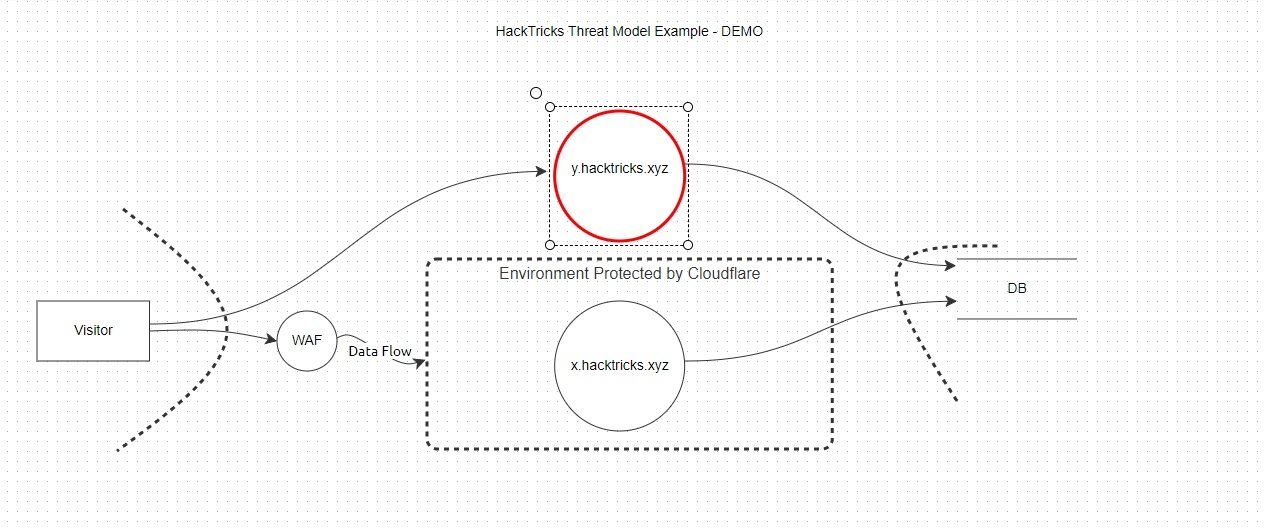 HackTricks Threat Model Example - DEMO
y.hacktricks.xyz
Environment Protected by Cloudflare
Visitor
WAF
Data Flow
x.hacktricks.xyz
DB